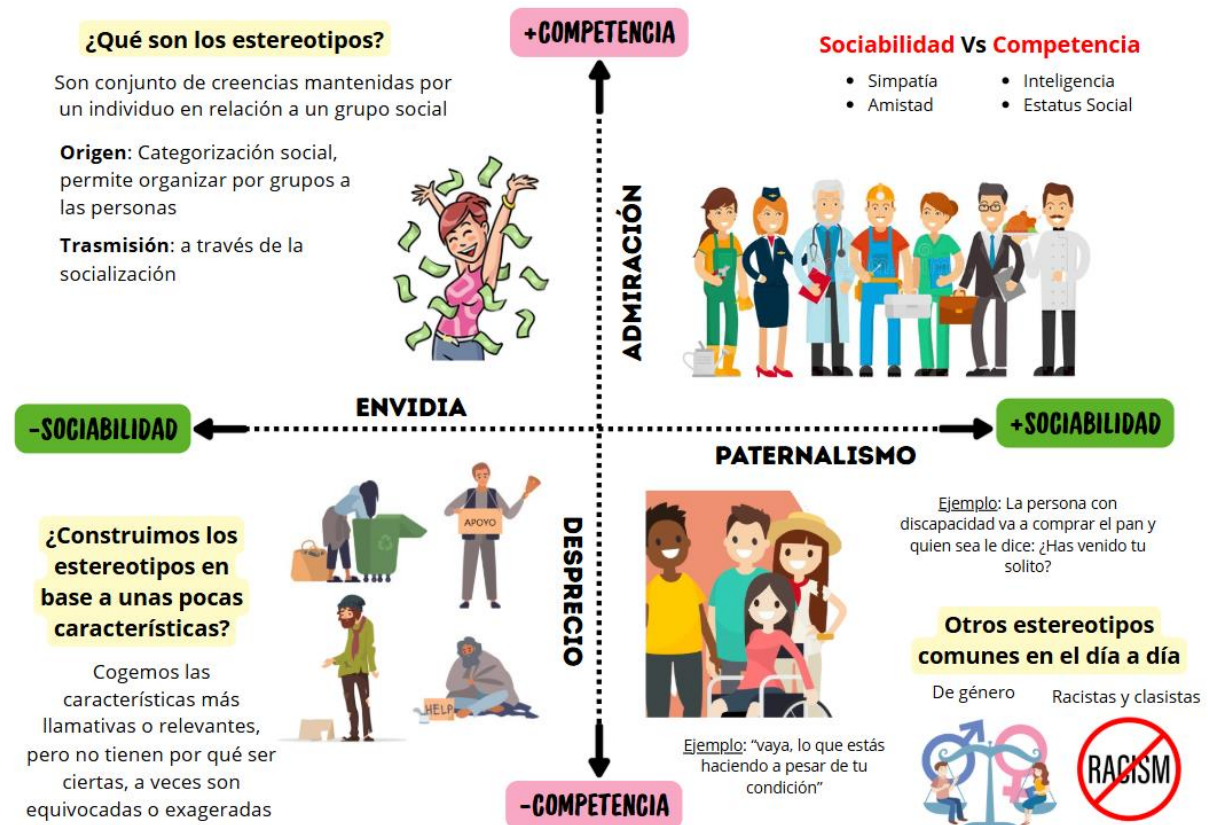 ¿Qué son los estereotipos?
Son conjunto de creencias mantenidas por
un individuo en relación a un grupo social
Origen: Categorización social,
permite organizar por grupos a
las personas
Trasmisión: a través de la
socialización
+COMPETENCIA
Sociabilidad Vs Competencia
• Simpatía
• Amistad
• Inteligencia
• Estatus Social
ADMIRACIÓN
ENVIDIA
-SOCIABILIDAD
+SOCIABILIDAD
PATERNALISMO
DESPRECIO
¿Construimos los
estereotipos en
base a unas pocas
características?
Cogemos las
características más
llamativas o relevantes,
pero no tienen por qué ser
ciertas, a veces son
equivocadas o exageradas
APOYO
HELP
Ejemplo: La persona con
discapacidad va a comprar el pan y
quien sea le dice: ¿Has venido tu
solito?
Ejemplo: “vaya, lo que estás
haciendo a pesar de tu
condición”
Otros estereotipos
comunes en el día a día
De género
Racistas y clasistas
RACISM
-COMPETENCIA